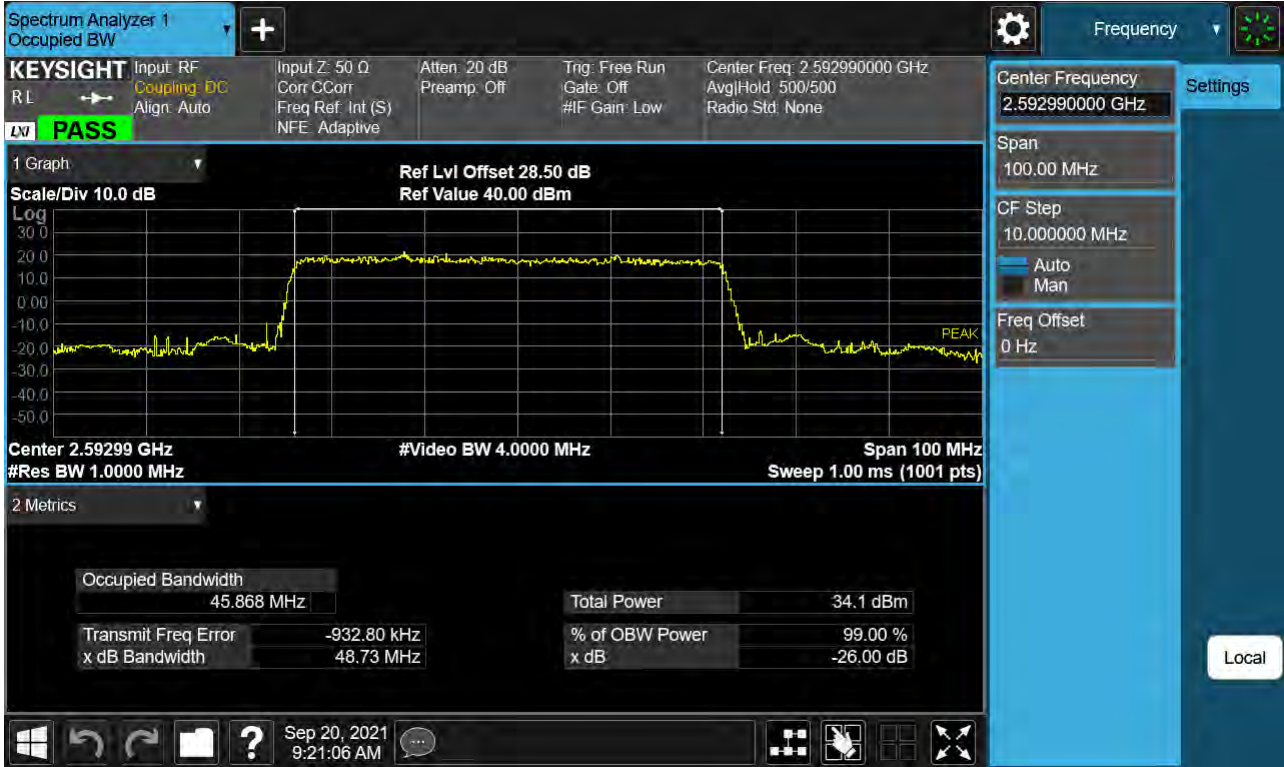 Spectrum Analyzer 1
Occupied BW
+
Frequency
KEYSIGHT
R L
LXI
PASS
Input: RF
Coupling: DC
Align: Auto
Input Z: 50 Ω
Corr CCorr
Freq Ref: Int (S)
NFE: Adaptive
Atten: 20 dB
Preamp: Off
Trig: Free Run
Gate: Off
#IF Gain: Low
Center Freq: 2.592990000 GHz
Avg|Hold: 500/500
Radio Std: None
Center Frequency
2.592990000 GHz
Settings
Span
100.00 MHz
CF Step
10.000000 MHz
Auto
Man
Freq Offset
0 Hz
1 Graph
Scale/Div 10.0 dB
Ref Lvl Offset 28.50 dB
Ref Value 40.00 dBm
Log
30.0
20.0
10.0
0.00
-10.0
-20.0
-30.0
-40.0
-50.0
PEAK
Center 2.59299 GHz
#Video BW 4.0000 MHz
Span 100 MHz
#Res BW 1.0000 MHz
Sweep 1.00 ms (1001 pts)
2 Metrics
Occupied Bandwidth
45.868 MHz
Total Power 34.1 dBm
Transmit Freq Error -932.80 kHz
% of OBW Power 99.00 %
x dB Bandwidth 48.73 MHz
x dB -26.00 dB
Local
?
Sep 20, 2021
9:21:06 AM